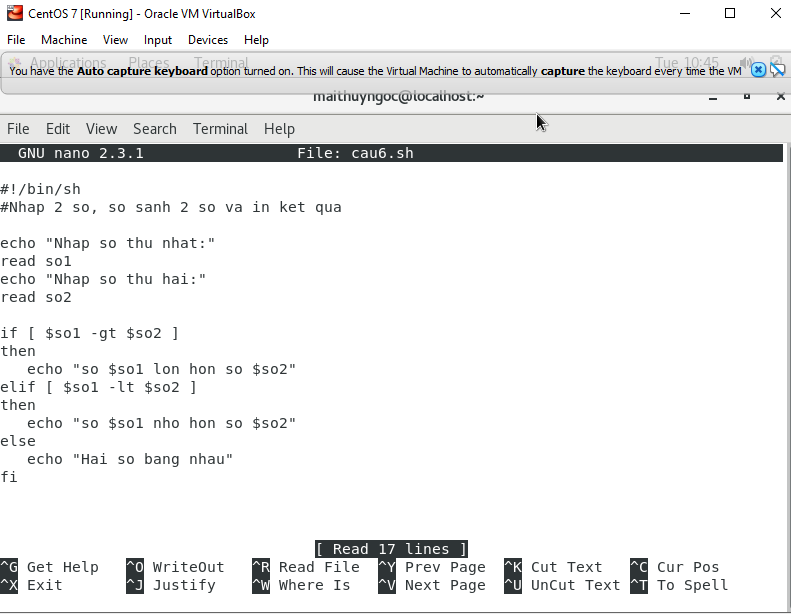 CentOS 7 [Running] - Oracle VM VirtualBox
File Machine View Input Devices Help
Applications Places Terminal Tue 10:45
You have the Auto capture keyboard option turned on. This will cause the Virtual Machine to automatically capture the keyboard every time the VM
maithuyngoc@localhost:~
File Edit View Search Terminal Help
GNU nano 2.3.1 File: cau6.sh
#!/bin/sh
#Nhap 2 so, so sanh 2 so va in ket qua
echo "Nhap so thu nhat:"
read so1
echo "Nhap so thu hai:"
read so2
if [ $so1 -gt $so2 ]
then
   echo "so $so1 lon hon so $so2"
elif [ $so1 -lt $so2 ]
then
   echo "so $so1 nho hon so $so2"
else
   echo "Hai so bang nhau"
fi
[ Read 17 lines ]
^G Get Help ^O WriteOut ^R Read File ^Y Prev Page ^K Cut Text ^C Cur Pos
^X Exit ^J Justify ^W Where Is ^V Next Page ^U UnCut Text ^T To Spell